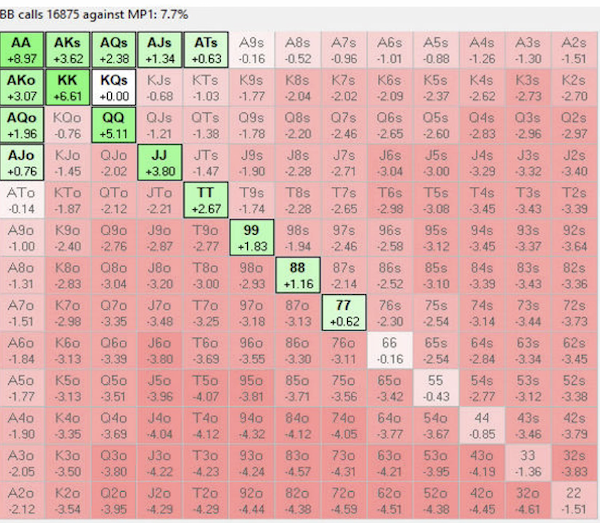 BB calls 16875 against MP1: 7.7%
AA AKs AQs AJs ATs A9s A8s A7s A6s A5s A4s A3s A2s
+8.97 +3.62 +2.38 +1.34 +0.63 -0.16 -0.52 -0.96 -1.01 -0.88 -1.26 -1.30 -1.51
AKo KK KQs KJs KTs K9s K8s K7s K6s K5s K4s K3s K2s
+3.07 +6.61 +0.00 -0.68 -1.03 -1.77 -2.04 -2.02 -2.09 -2.37 -2.62 -2.73 -2.70
AQo KQo QQ QJs QTs Q9s Q8s Q7s Q6s Q5s Q4s Q3s Q2s
+1.96 -0.76 +5.11 -1.21 -1.38 -1.78 -2.20 -2.46 -2.65 -2.60 -2.83 -2.96 -2.97
AJo KJo QJo JJ JTs J9s J8s J7s J6s J5s J4s J3s J2s
+0.76 -1.45 -2.02 +3.80 -1.47 -1.90 -2.28 -2.71 -3.04 -3.00 -3.29 -3.32 -3.40
ATo KTo QTo JTo TT T9s T8s T7s T6s T5s T4s T3s T2s
-0.14 -1.87 -2.12 -2.21 +2.67 -1.74 -2.28 -2.65 -2.98 -3.08 -3.45 -3.43 -3.39
A9o K9o Q9o J9o T9o 99 98s 97s 96s 95s 94s 93s 92s
-1.00 -2.40 -2.76 -2.87 -2.77 +1.83 -1.94 -2.46 -2.58 -3.12 -3.45 -3.37 -3.64
A8o K8o Q8o J8o T8o 98o 88 87s 86s 85s 84s 83s 82s
-1.31 -2.83 -3.04 -3.20 -3.00 -2.93 +1.16 -2.14 -2.52 -3.10 -3.39 -3.43 -3.36
A7o K7o Q7o J7o T7o 97o 87o 77 76s 75s 74s 73s 72s
-1.51 -2.98 -3.35 -3.48 -3.25 -3.18 -3.13 +0.62 -2.30 -2.54 -3.14 -3.44 -3.73
A6o K6o Q6o J6o T6o 96o 86o 76o 66 65s 64s 63s 62s
-1.84 -3.13 -3.39 -3.80 -3.69 -3.55 -3.30 -3.11 -0.16 -2.54 -2.84 -3.34 -3.45
A5o K5o Q5o J5o T5o 95o 85o 75o 65o 55 54s 53s 52s
-1.77 -3.13 -3.51 -3.96 -4.07 -3.81 -3.71 -3.56 -3.42 -0.43 -2.77 -3.12 -3.38
A4o K4o Q4o J4o T4o 94o 84o 74o 64o 54o 44 43s 42s
-1.90 -3.35 -3.69 -4.04 -4.12 -4.32 -4.12 -4.05 -3.77 -3.67 -0.85 -3.46 -3.79
A3o K3o Q3o J3o T3o 93o 83o 73o 63o 53o 43o 33 32s
-2.05 -3.50 -3.80 -4.22 -4.23 -4.24 -4.57 -4.31 -4.21 -3.95 -4.19 -1.36 -3.83
A2o K2o Q2o J2o T2o 92o 82o 72o 62o 52o 42o 32o 22
-2.12 -3.54 -3.95 -4.29 -4.29 -4.44 -4.38 -4.59 -4.51 -4.38 -4.45 -4.61 -1.51